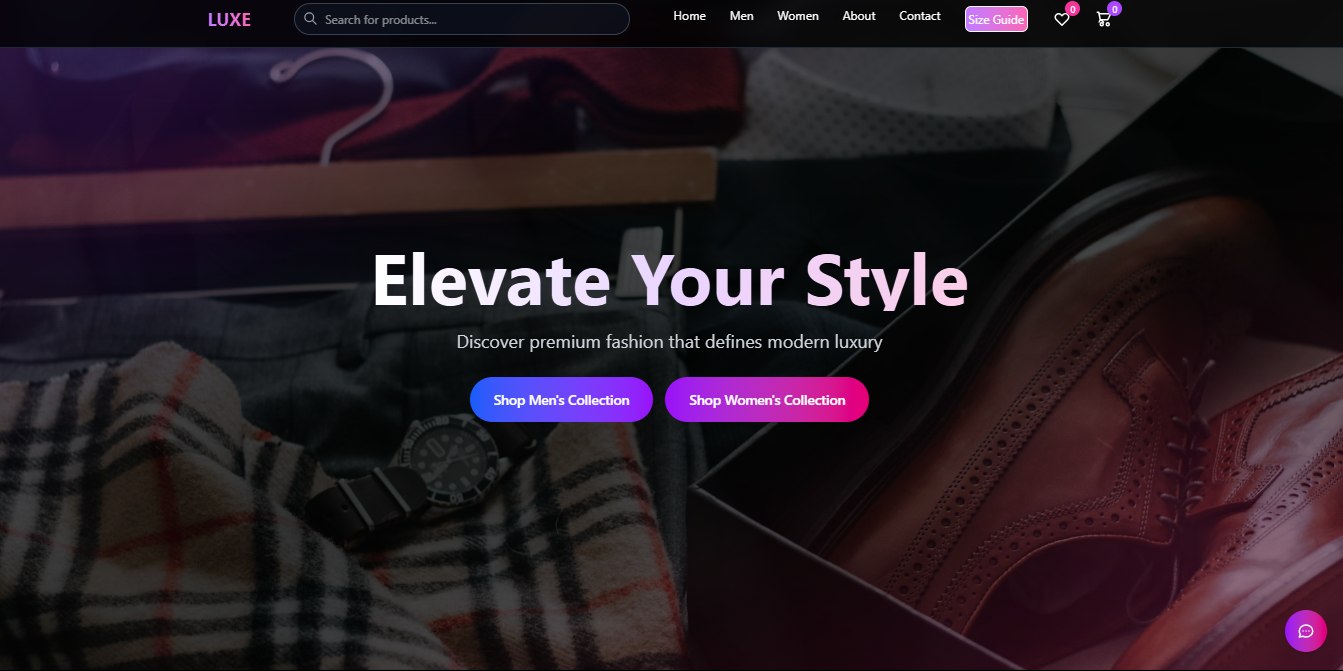 LUXE
Search for products...
Home
Men
Women
About
Contact
Size Guide
0
0
Elevate Your Style
Discover premium fashion that defines modern luxury
Shop Men's Collection
Shop Women's Collection